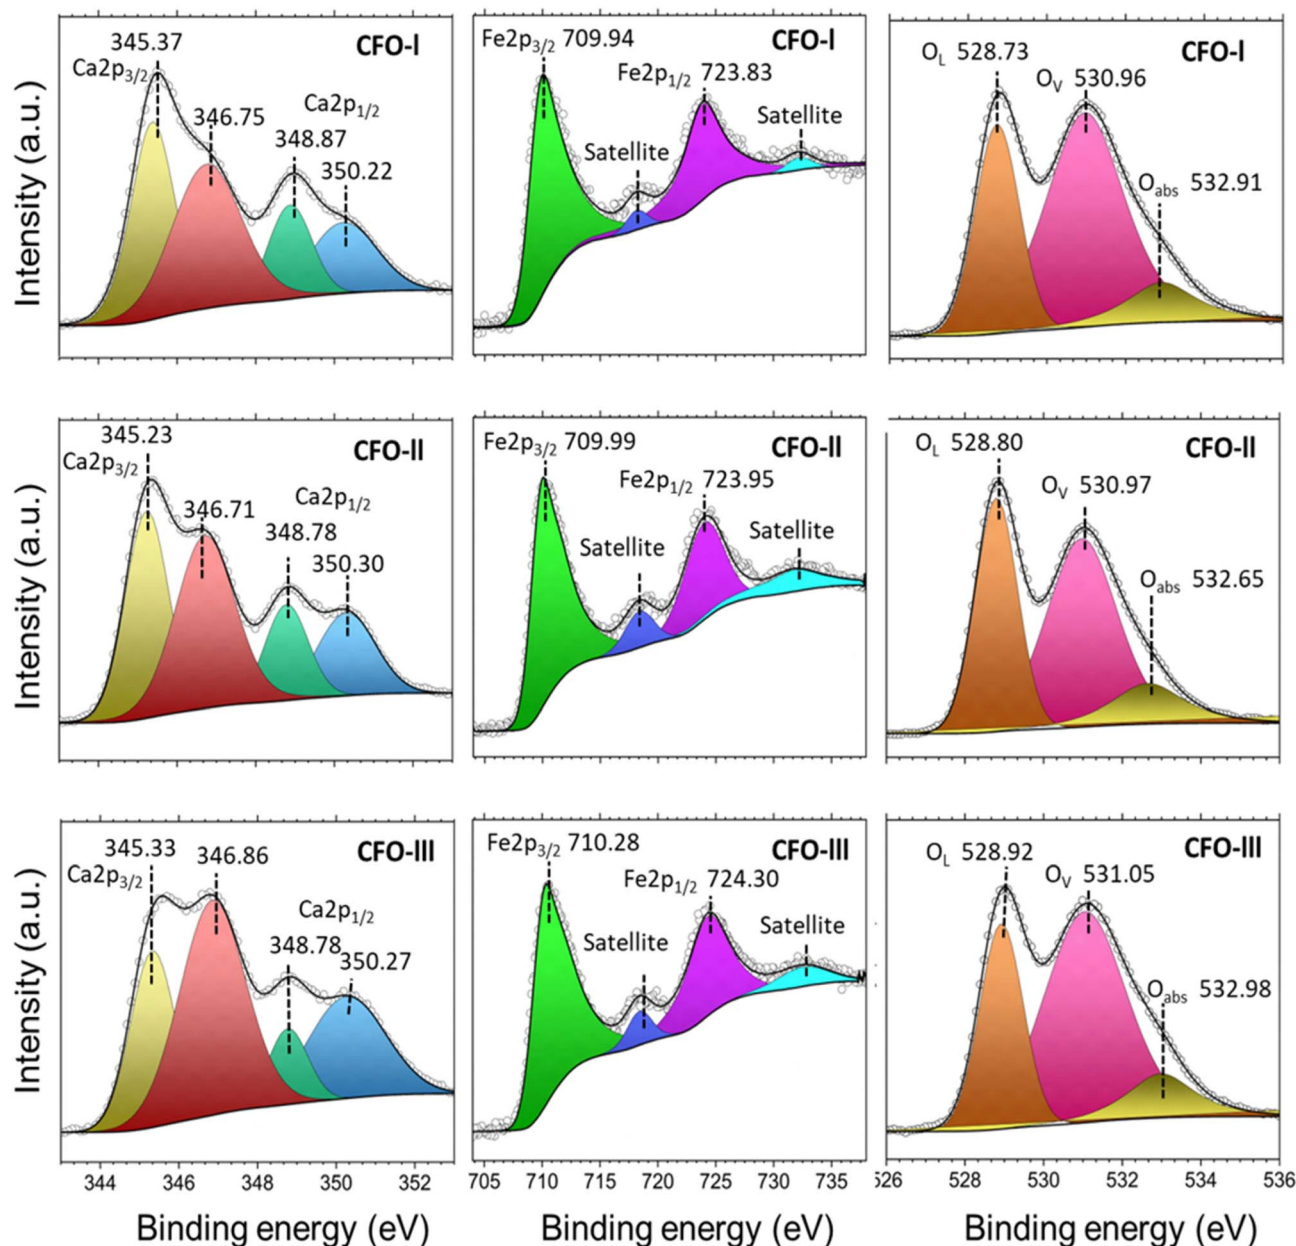 345.37
CFO-I
Ca2p3/2
346.75
Ca2p1/2
348.87
350.22
Intensity (a.u.)
Fe2p3/2 709.94
CFO-I
Fe2p1/2 723.83
Satellite
Satellite
OL 528.73
CFO-I
OV 530.96
Oabs 532.91
345.23
CFO-II
Ca2p3/2
346.71
Ca2p1/2
348.78
350.30
Intensity (a.u.)
Fe2p3/2 709.99
CFO-II
Fe2p1/2 723.95
Satellite
Satellite
OL 528.80
CFO-II
OV 530.97
Oabs 532.65
345.33
346.86
CFO-III
Ca2p3/2
Ca2p1/2
348.78
350.27
Intensity (a.u.)
344 346 348 350 352
Binding energy (eV)
Fe2p3/2 710.28
CFO-III
Fe2p1/2 724.30
Satellite
Satellite
705 710 715 720 725 730 735
Binding energy (eV)
OL 528.92
CFO-III
OV 531.05
Oabs 532.98
526 528 530 532 534 536
Binding energy (eV)